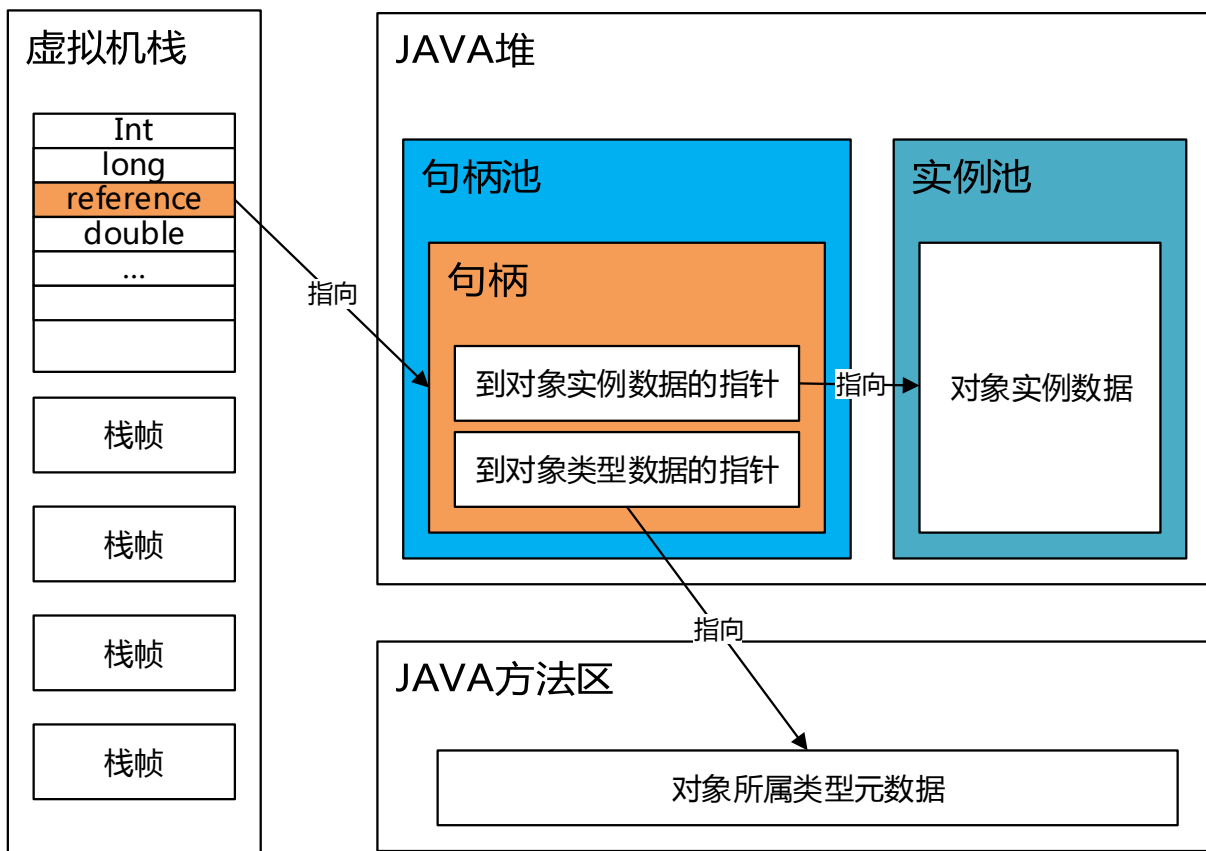 虚拟机栈
Int
long
reference
double
...
栈帧
栈帧
栈帧
栈帧
指向
JAVA堆
句柄池
句柄
到对象实例数据的指针
到对象类型数据的指针
指向
实例池
对象实例数据
指向
JAVA方法区
对象所属类型元数据